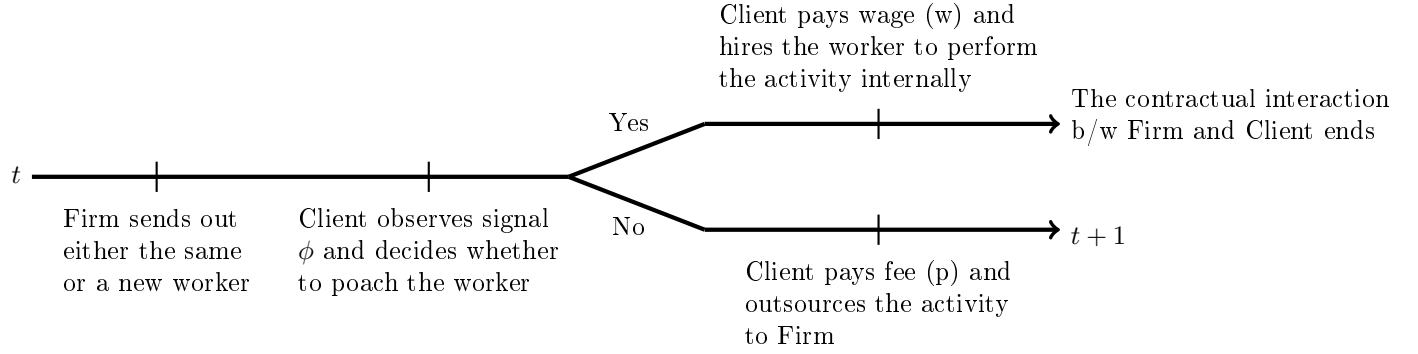 Client pays wage (w) and
hires the worker to perform
the activity internally
The contractual interaction
b/w Firm and Client ends
Yes
t
Firm sends out
either the same
or a new worker
Client observes signal
ϕ and decides whether
to poach the worker
No
t + 1
Client pays fee (p) and
outsources the activity
to Firm